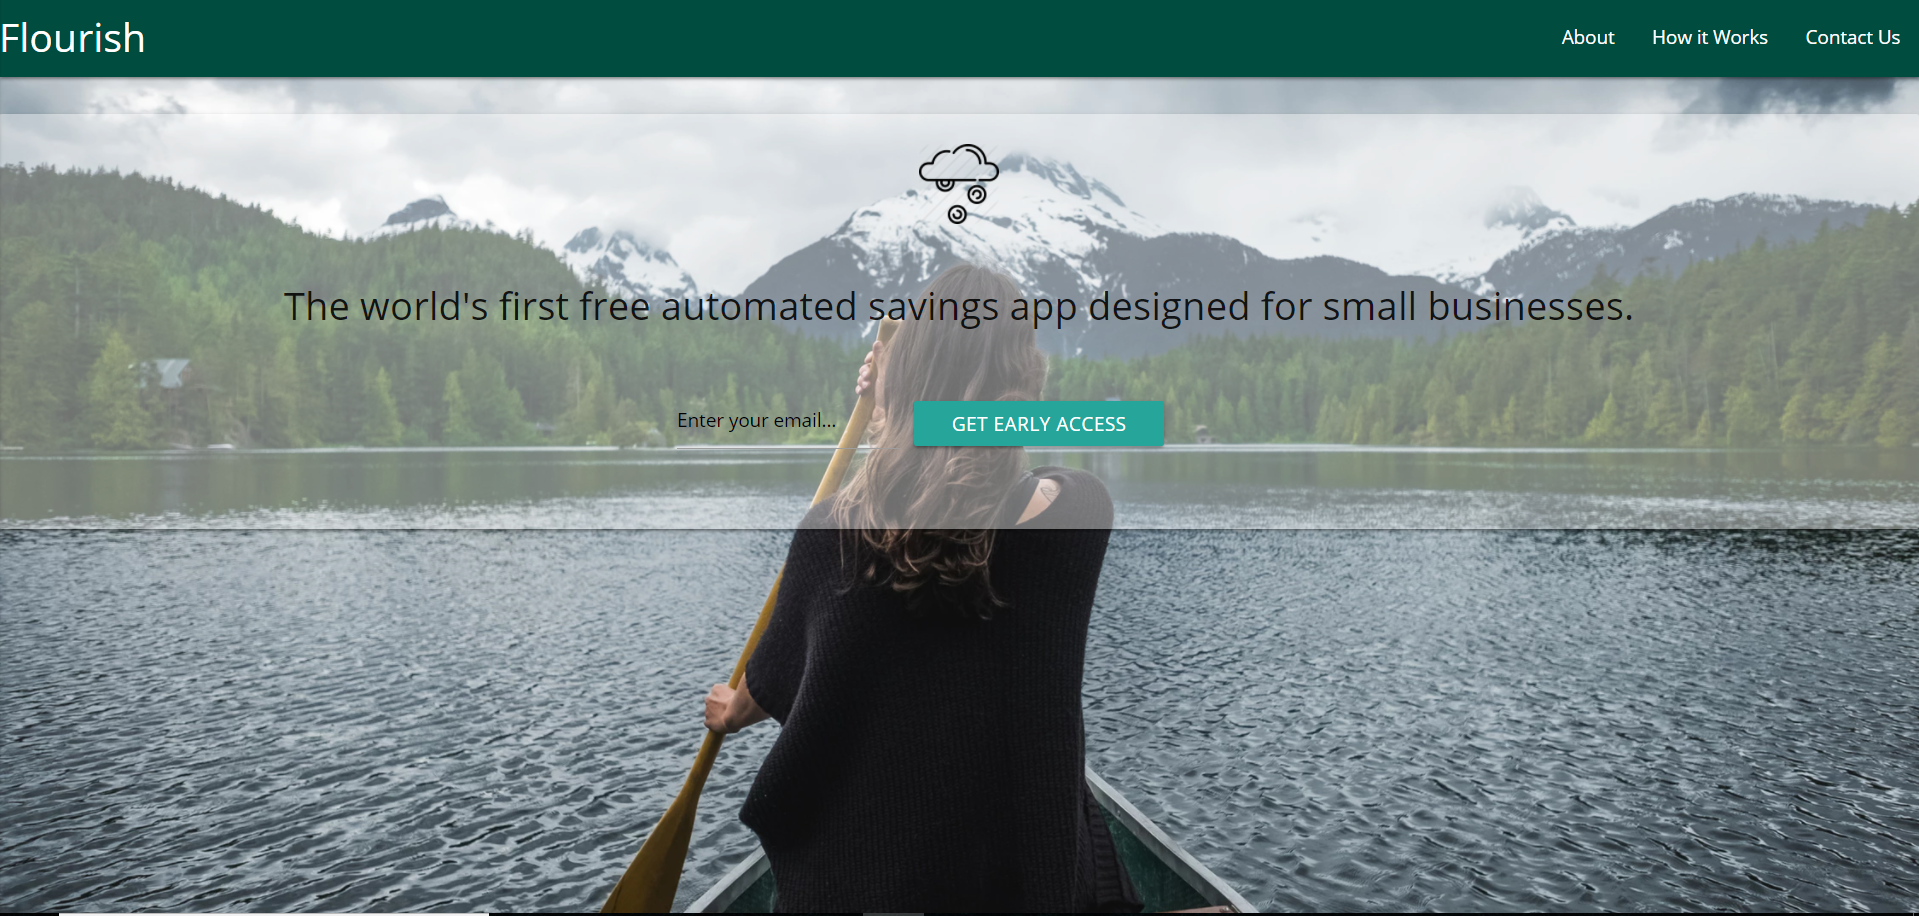 Flourish
About How it Works Contact Us
The world's first free automated savings app designed for small businesses.
Enter your email... GET EARLY ACCESS